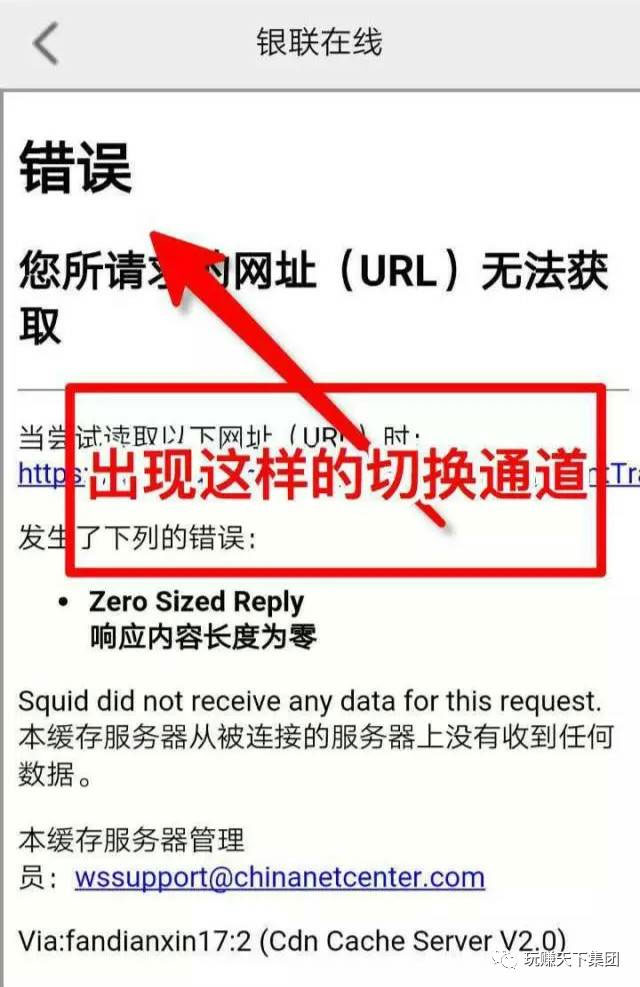 银联在线
错误
您所请求的网址（URL）无法获
取
当尝试读取以下网址（URL）时：
https
出现这样的切换通道
发生了下列的错误：
• Zero Sized Reply
响应内容长度为零
Squid did not receive any data for this request.
本缓存服务器从被连接的服务器上没有收到任何
数据。
本缓存服务器管理
员：wssupport@chinanetcenter.com
Via:fandianxin17:2 (Cdn Cache Server V2.0)
玩赚天下集团